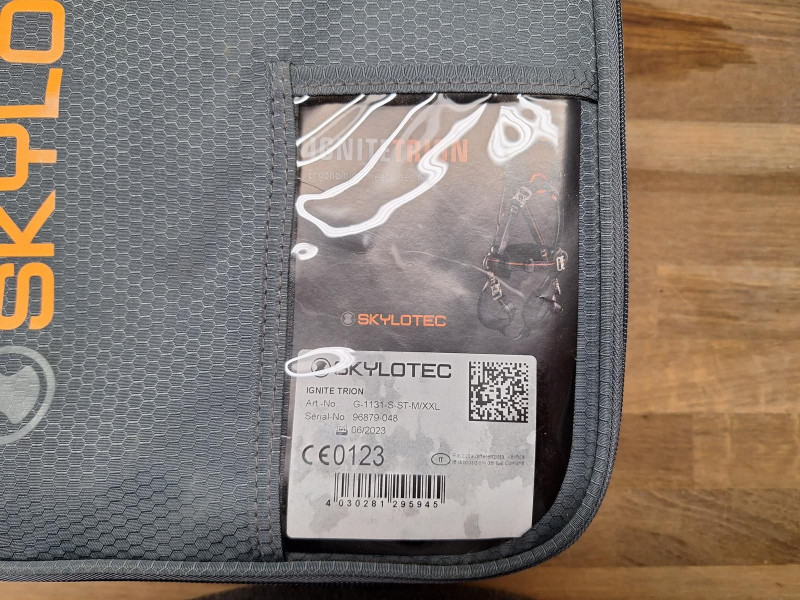 SKYLO
IGNITE TRION
SKYLOTEC
SKYLOTEC
IGNITE TRION
Art.-No. G-1131-S-ST-M/XXL
Serial-No 96879-048
06/2023
CE0123
IT
4 030281 295945